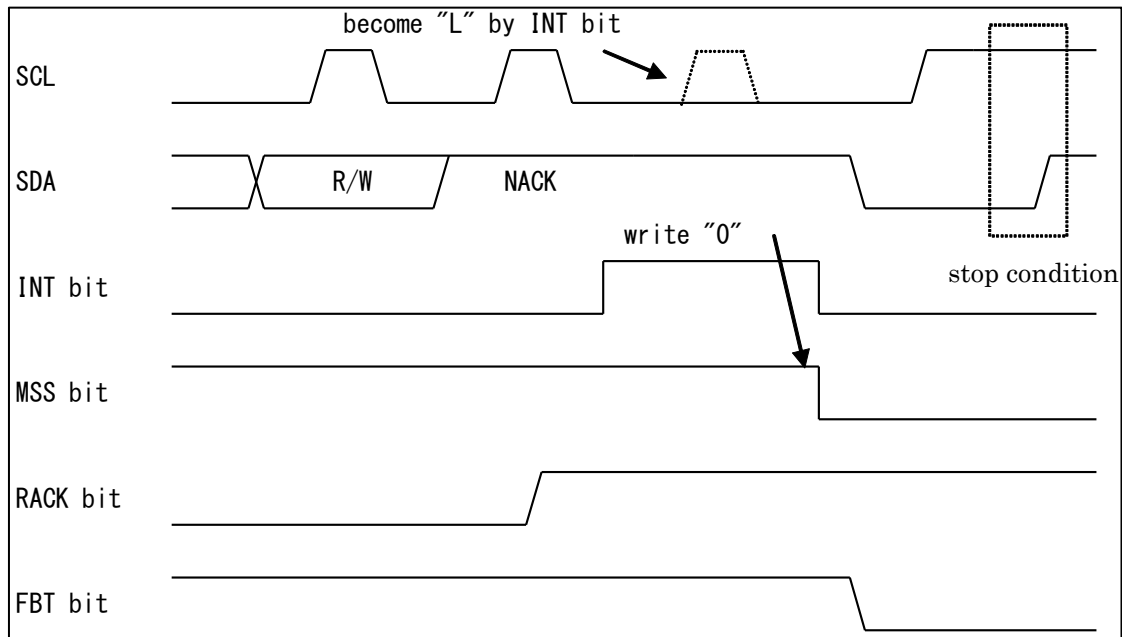 become "L" by INT bit
SCL
SDA
R/W
NACK
write "0"
INT bit
stop condition
MSS bit
RACK bit
FBT bit